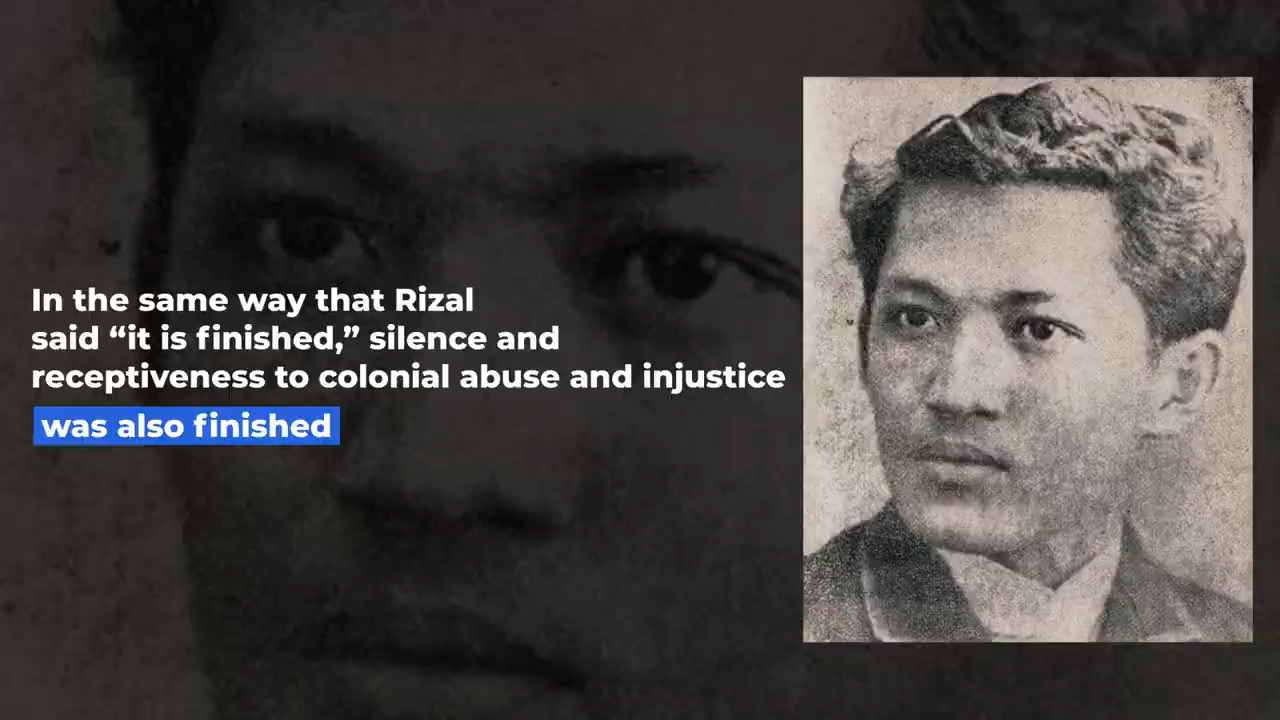 In the same way that Rizal
said “it is finished,” silence and
receptiveness to colonial abuse and injustice
was also finished